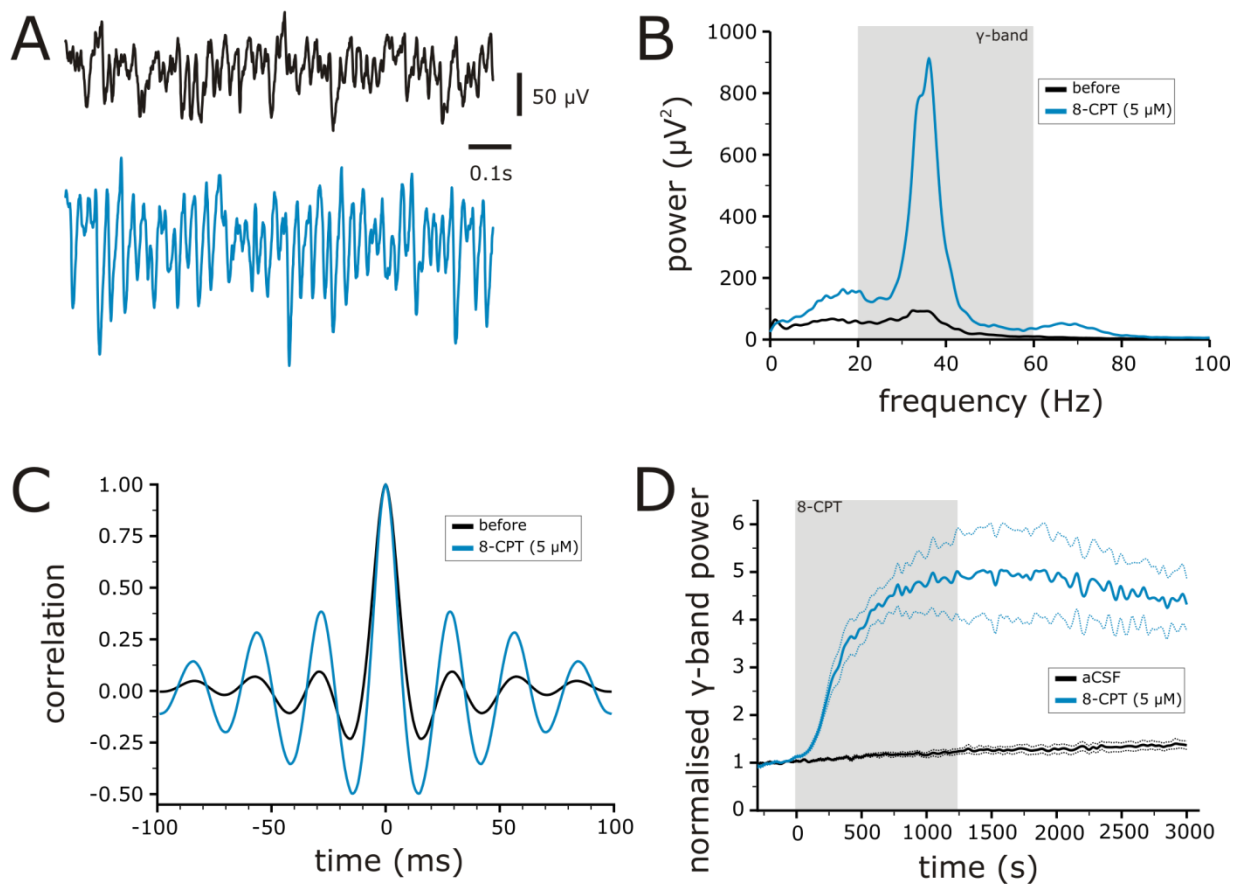 A
50 µV
0.1s
B
power (µV²)
1000
800
600
400
200
0
γ-band
before
8-CPT (5 µM)
0 20 40 60 80 100
frequency (Hz)
C
correlation
1.00
0.75
0.50
0.25
0.00
-0.25
-0.50
before
8-CPT (5 µM)
-100 -50 0 50 100
time (ms)
D
normalised γ-band power
8-CPT
6
5
4
3
2
1
0
aCSF
8-CPT (5 µM)
0 500 1000 1500 2000 2500 3000
time (s)